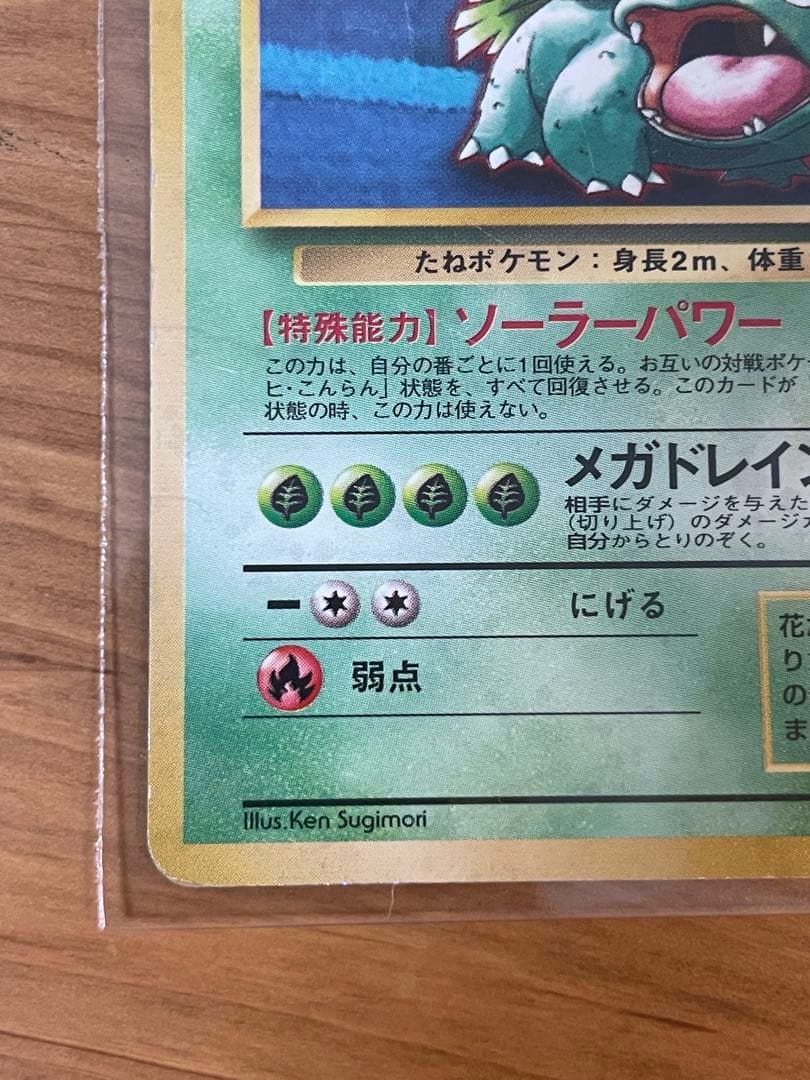 たねポケモン：身長2m、体重
【特殊能力】ソーラーパワー
この力は、自分の番ごとに1回使える。お互いの対戦ポケ
ヒ・こんらん」状態を、すべて回復させる。このカードが
状態の時、この力は使えない。
メガドレイン
相手にダメージを与えた
（切り上げ）のダメージ
自分からとりのぞく。
にげる
弱点
花
り
の
ま
Illus.Ken Sugimori